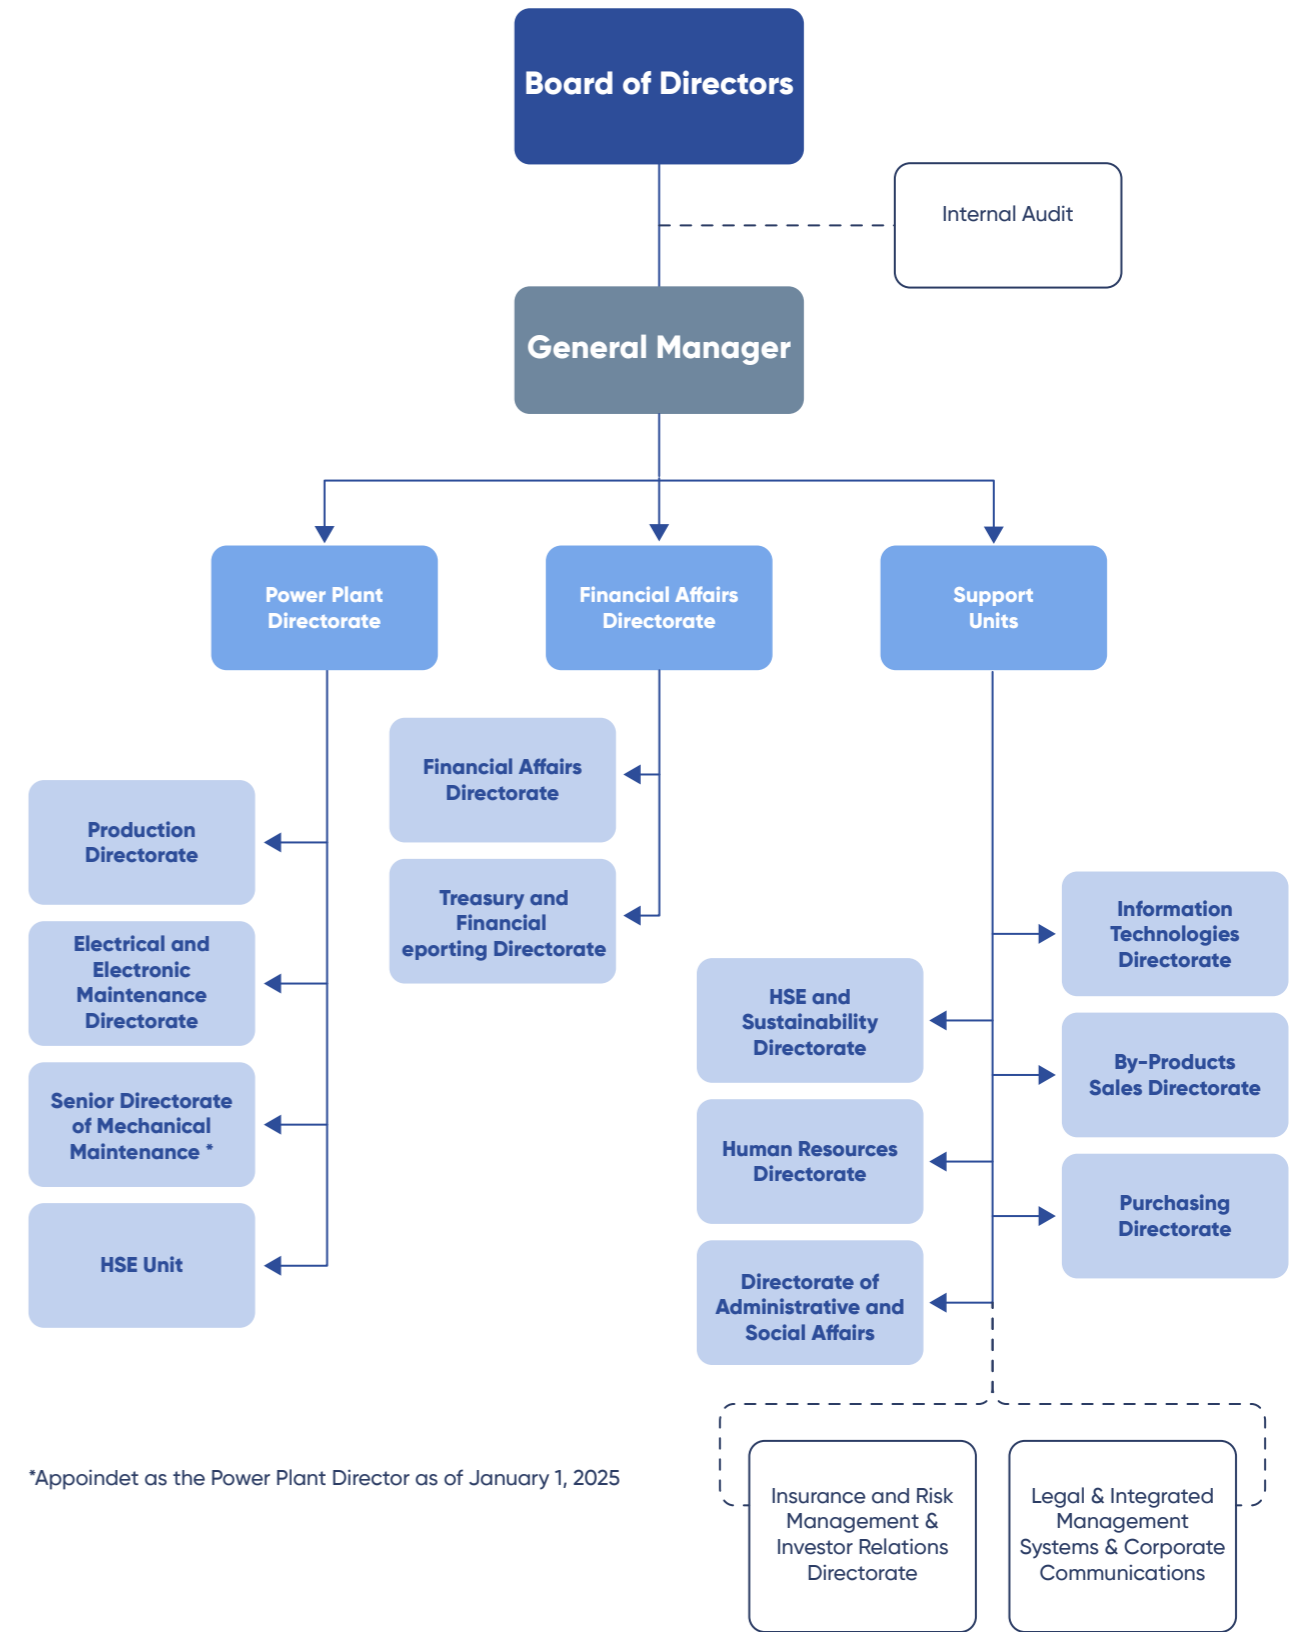 Board of Directors
Internal Audit
General Manager
Power Plant
Directorate
Financial Affairs
Directorate
Support
Units
Financial Affairs
Directorate
Treasury and
Financial
eporting Directorate
Production
Directorate
Electrical and
Electronic
Maintenance
Directorate
Senior Directorate
of Mechanical
Maintenance *
HSE Unit
HSE and
Sustainability
Directorate
Human Resources
Directorate
Directorate of
Administrative and
Social Affairs
Information
Technologies
Directorate
By-Products
Sales Directorate
Purchasing
Directorate
*Appoindet as the Power Plant Director as of January 1, 2025
Insurance and Risk
Management &
Investor Relations
Directorate
Legal & Integrated
Management
Systems & Corporate
Communications